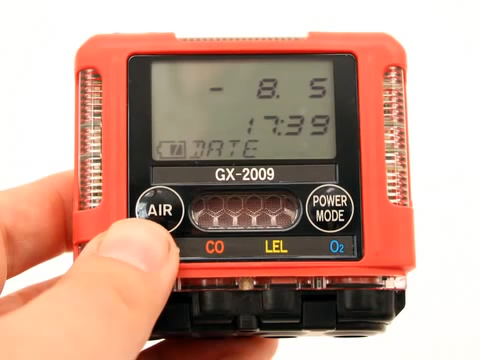 - 8. 5
17:39
DATE
GX-2009
AIR
POWER
MODE
CO LEL O₂